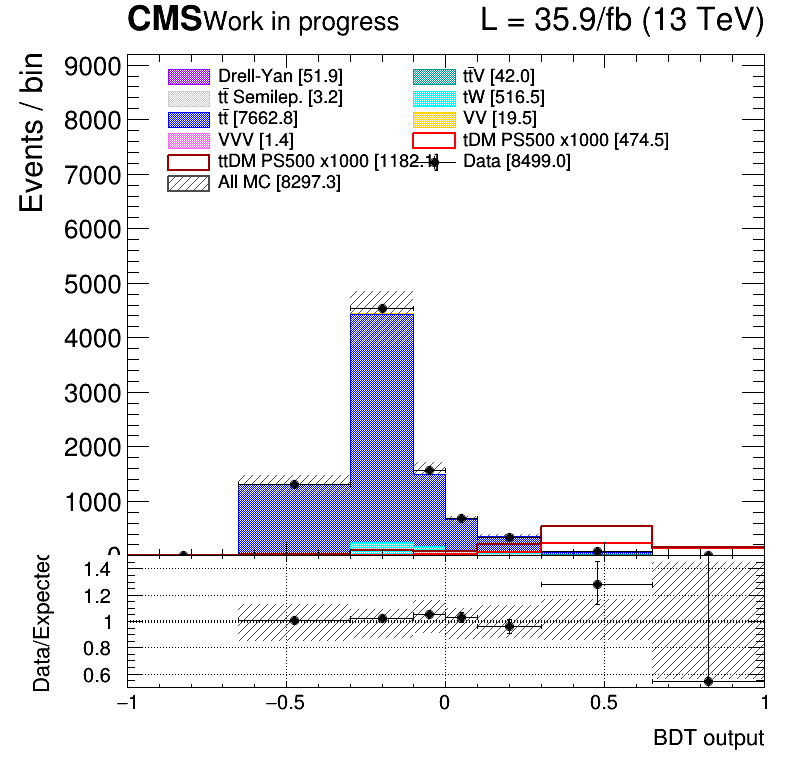 CMS Work in progress L = 35.9/fb (13 TeV)
Events / bin
9000
8000
7000
6000
5000
4000
3000
2000
1000
0
Drell-Yan [51.9]
tt̄V [42.0]
tt̄ Semilep. [3.2]
tW [516.5]
tt̄ [7662.8]
VV [19.5]
VVV [1.4]
tDM PS500 x1000 [474.5]
ttDM PS500 x1000 [1182.1]
Data [8499.0]
All MC [8297.3]
Data/Expected
1.4
1.2
1
0.8
0.6
−1 −0.5 0 0.5 1
BDT output